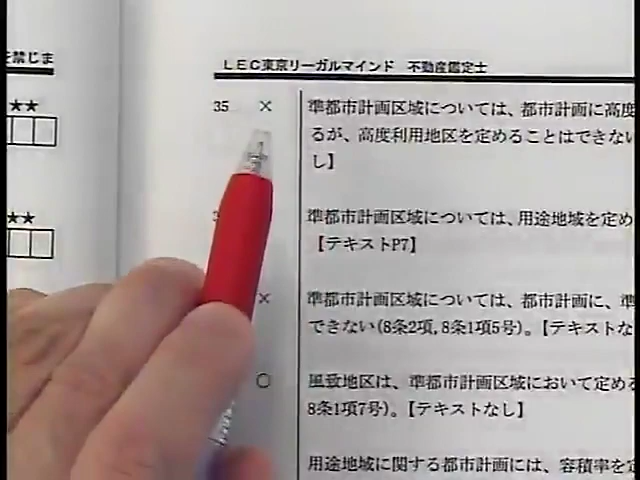 を禁じま
★★
★★
LEC東京リーガルマインド 不動産鑑定士
35 × 準都市計画区域については、都市計画に高度
るが、高度利用地区を定めることはできない
し】
準都市計画区域については、用途地域を定め
【テキストP7】
× 準都市計画区域については、都市計画に、準
できない(8条2項,8条1項5号)。【テキストな
○ 風致地区は、準都市計画区域において定め
8条1項7号)。【テキストなし】
用途地域に関する都市計画には、容積率を定